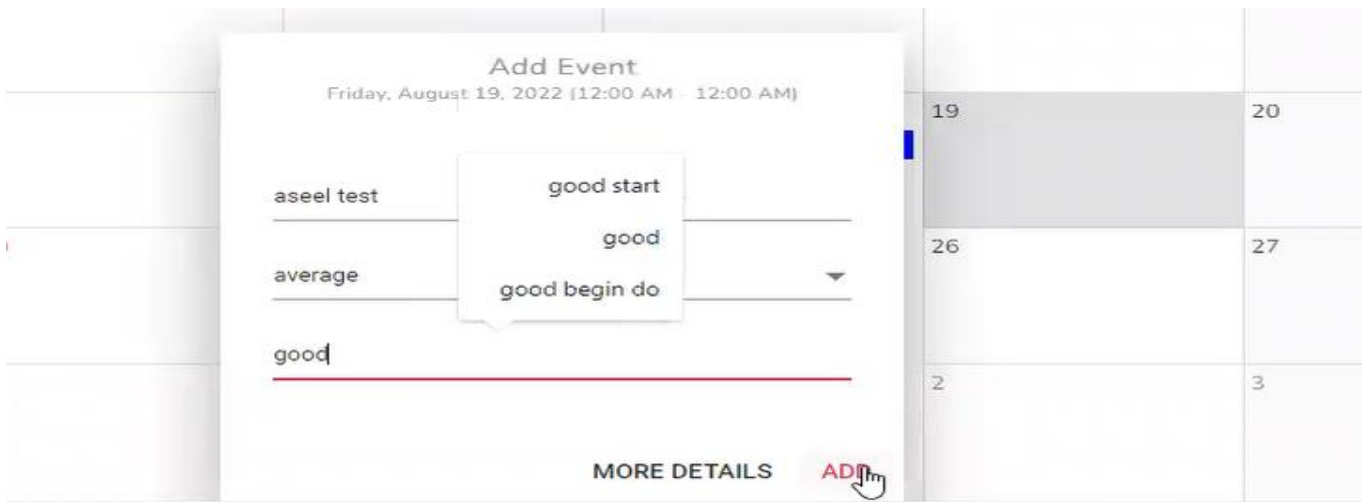 Add Event
Friday, August 19, 2022 (12:00 AM - 12:00 AM)
19
20
good start
aseel test
good
26
27
average
good begin do
good
2
3
MORE DETAILS
ADD